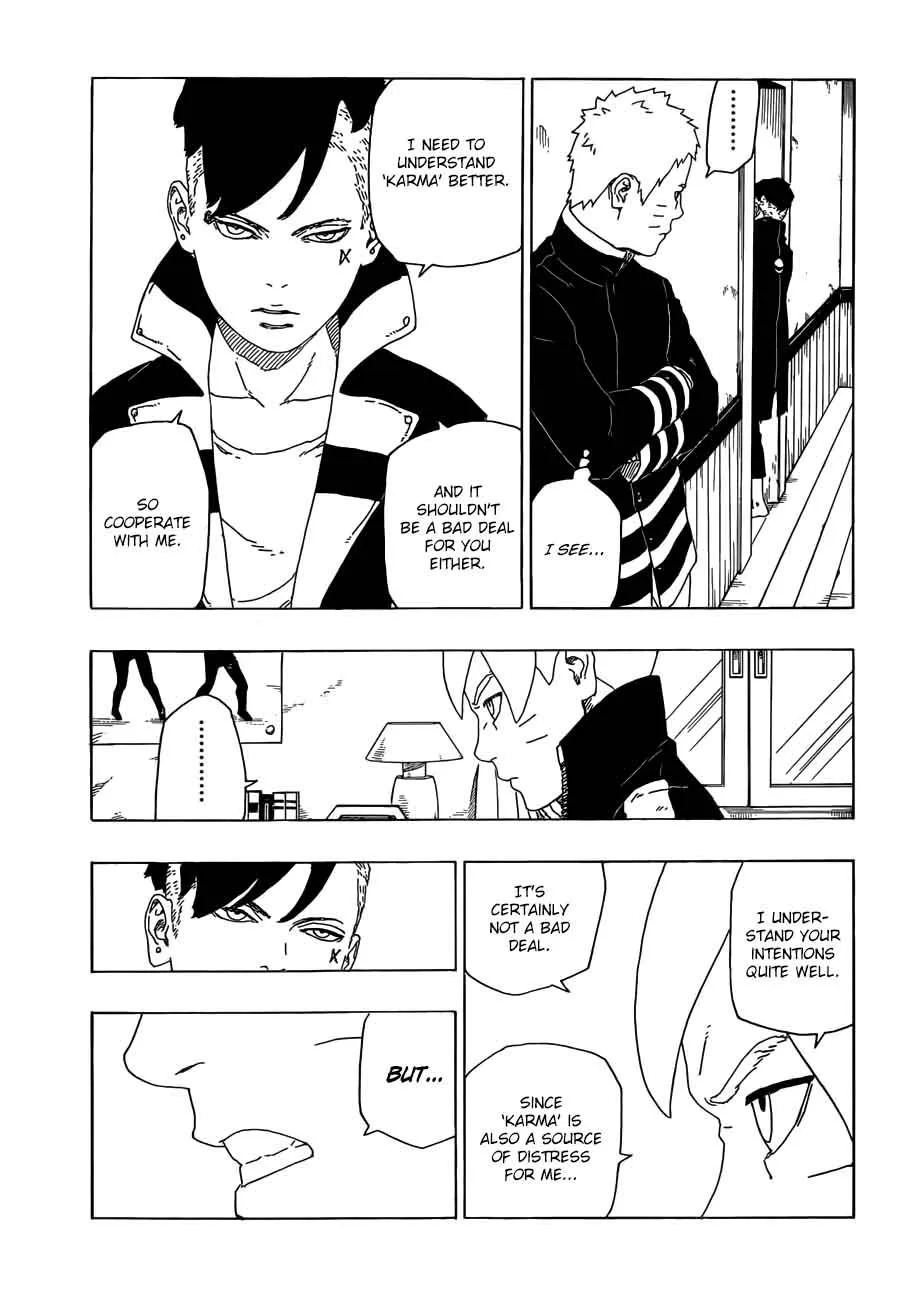 ........
I SEE...
I NEED TO
UNDERSTAND
'KARMA' BETTER.
AND IT
SHOULDN'T
BE A BAD
DEAL FOR
YOU EITHER.
SO
COOPERATE
WITH ME.
.........
I UNDER-
STAND YOUR
INTENTIONS
QUITE WELL.
IT'S
CERTAINLY
NOT A BAD
DEAL.
SINCE
'KARMA' IS
ALSO A SOURCE
OF DISTRESS
FOR ME...
BUT...